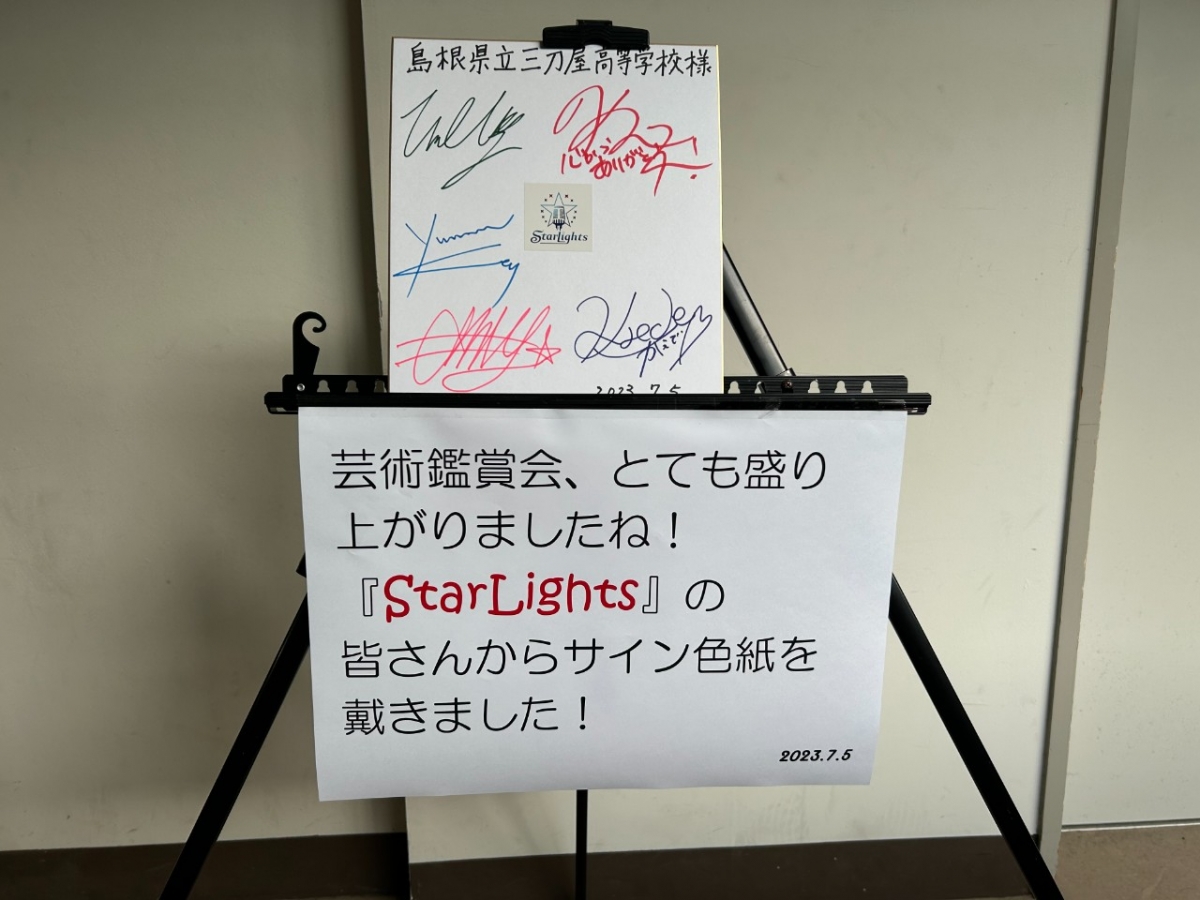 島根県立三刀屋高等学校様
心から
ありがとう!
StarLights
かえで
2023.7.5
芸術鑑賞会、とても盛り
上がりましたね!
『StarLights』の
皆さんからサイン色紙を
戴きました!
2023.7.5